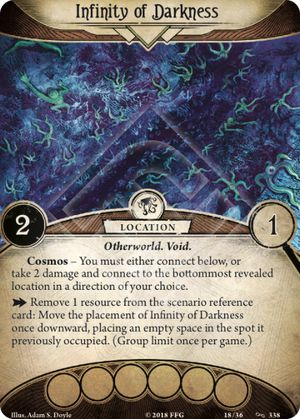 Infinity of Darkness
2
LOCATION
1
Otherworld. Void.
Cosmos – You must either connect below, or
take 2 damage and connect to the bottommost revealed
location in a direction of your choice.
Remove 1 resource from the scenario reference
card: Move the placement of Infinity of Darkness
once downward, placing an empty space in the spot it
previously occupied. (Group limit once per game.)
Illus. Adam S. Doyle
© 2018 FFG
18/36
338